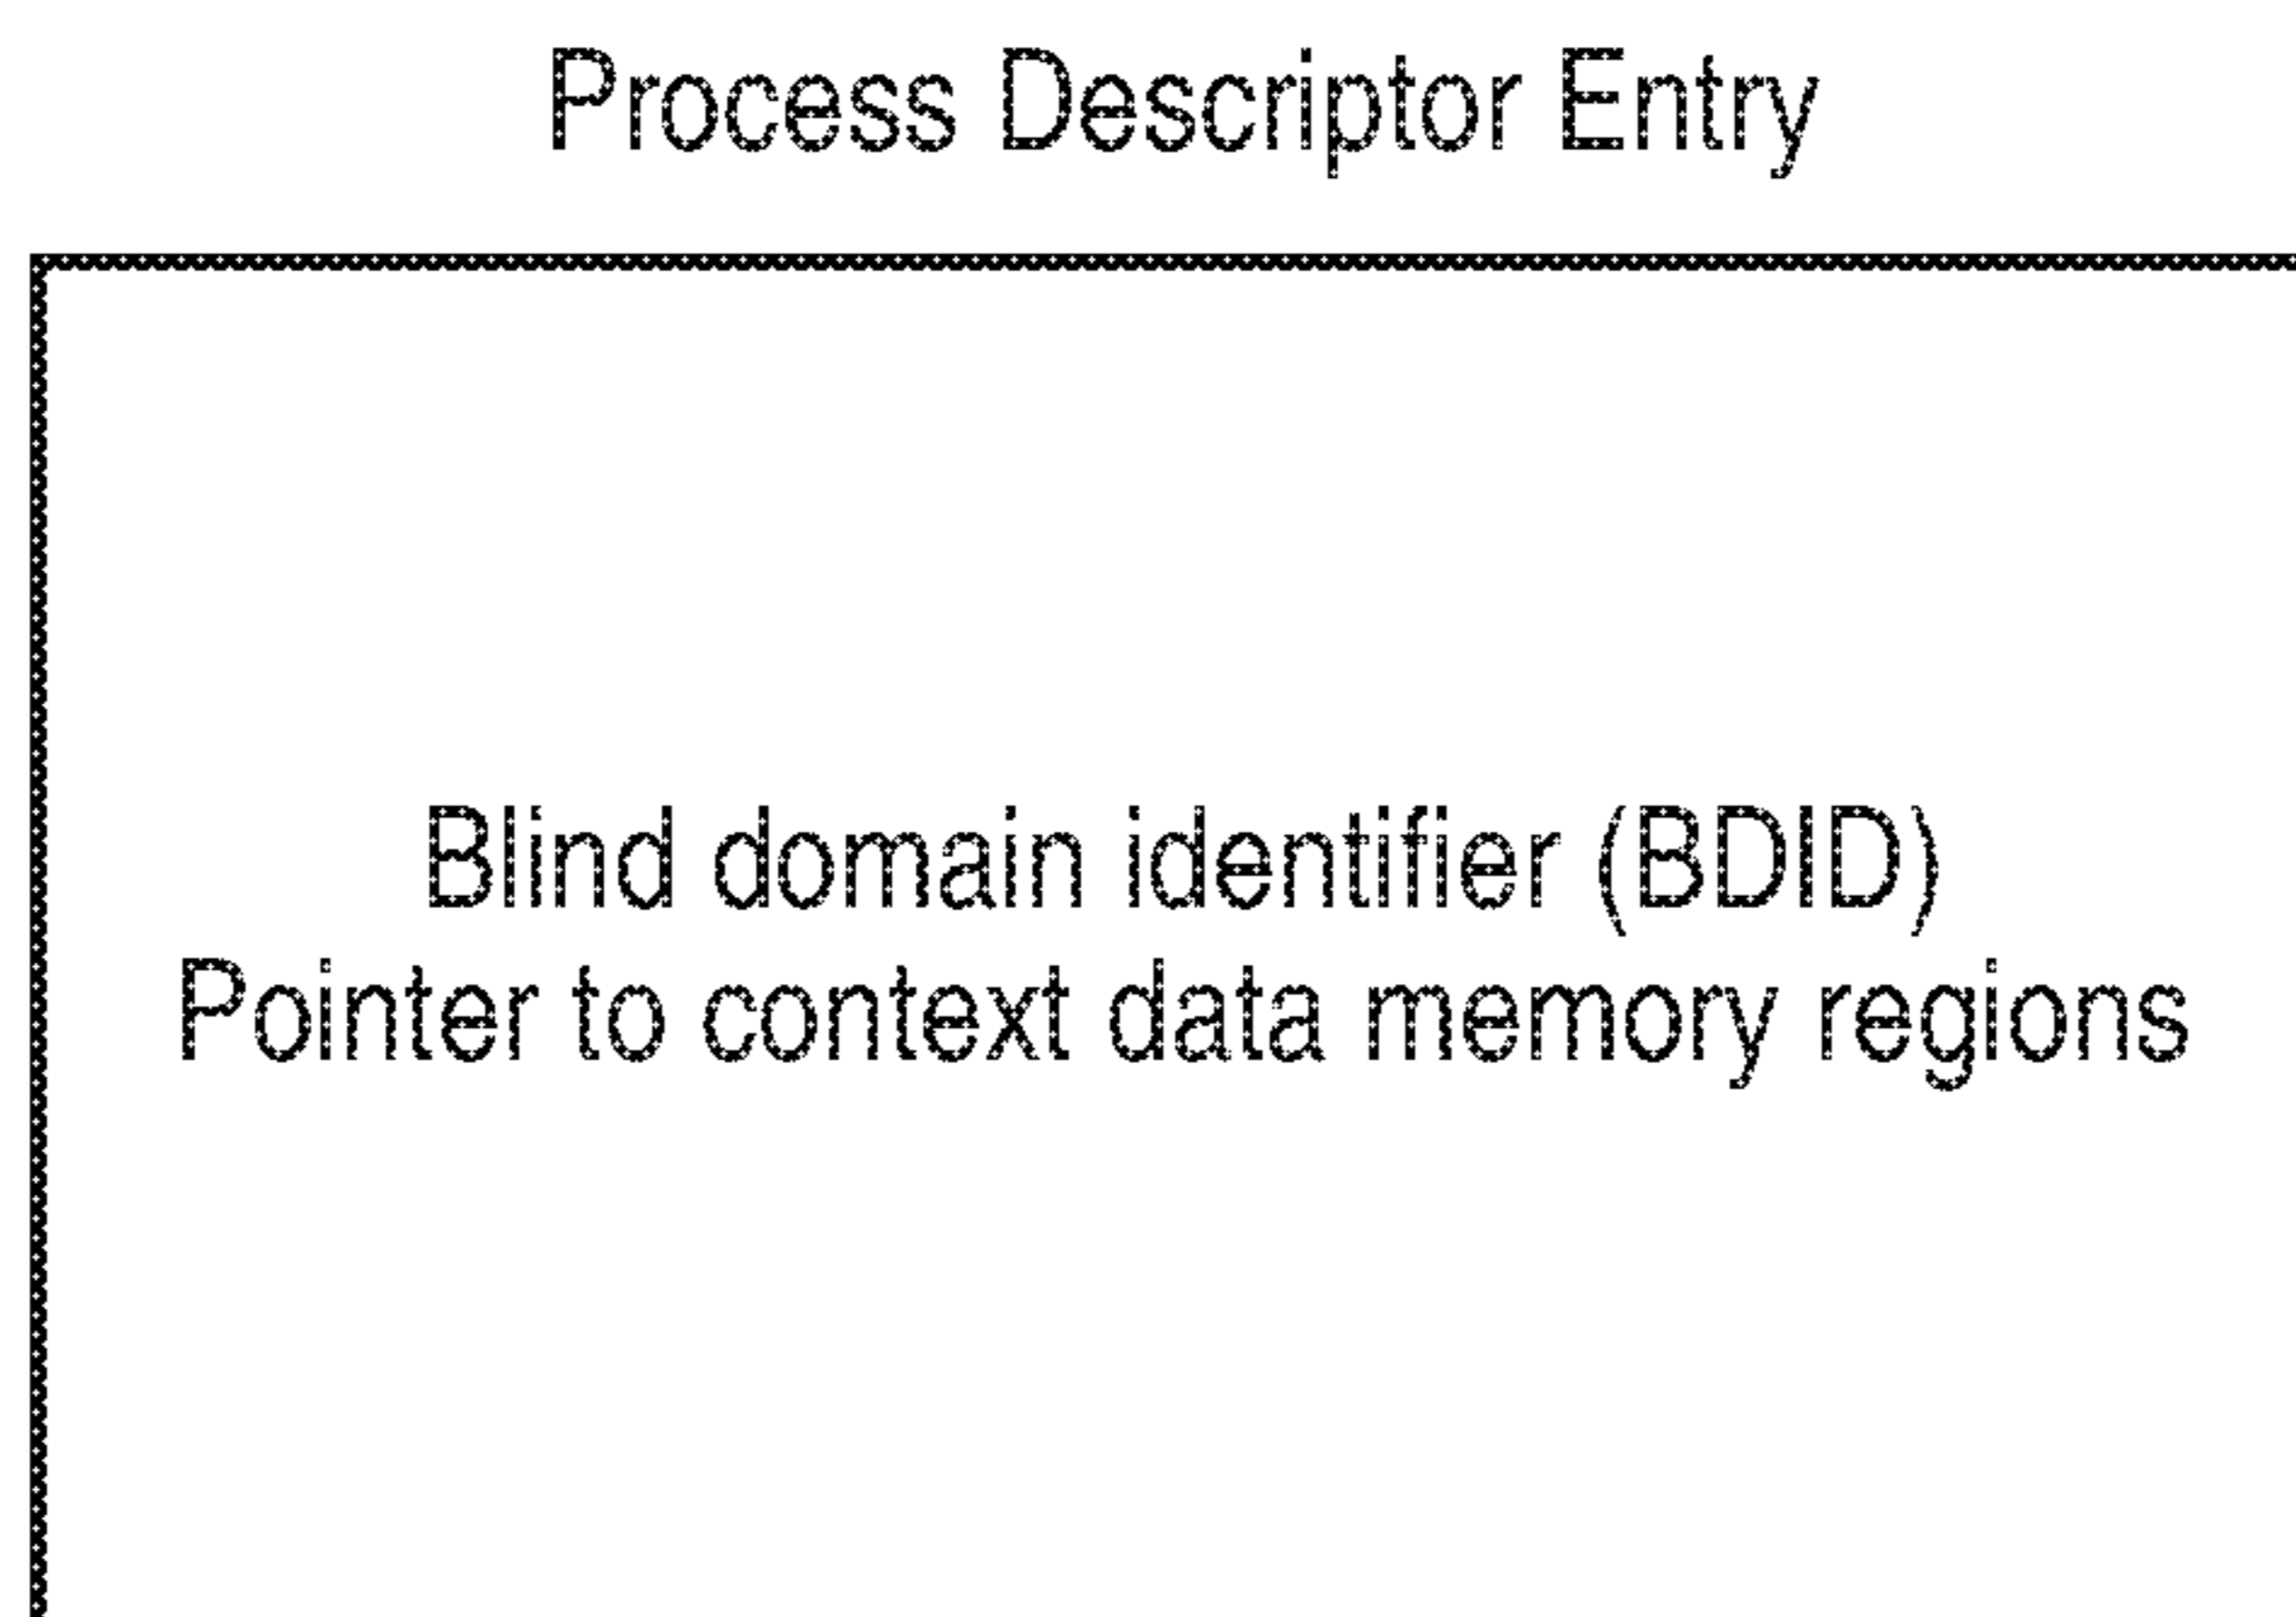 Process Descriptor Entry
Blind domain identifier (BDID)
Pointer to context data memory regions